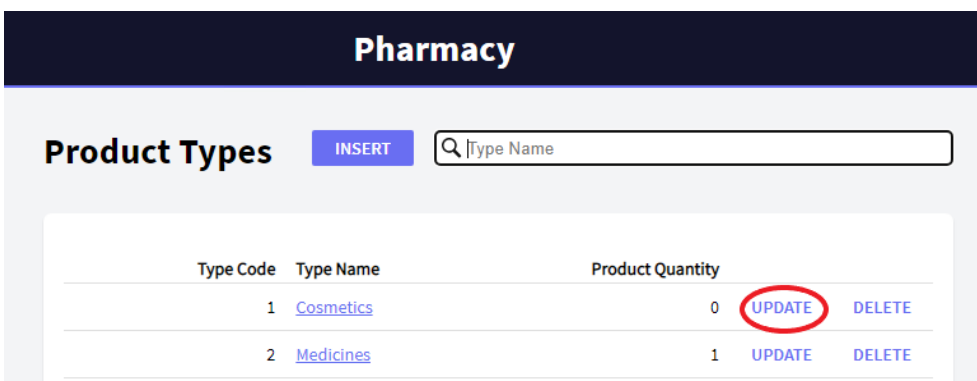 Pharmacy
Product Types INSERT Type Name
Type Code Type Name Product Quantity
1 Cosmetics 0 UPDATE DELETE
2 Medicines 1 UPDATE DELETE